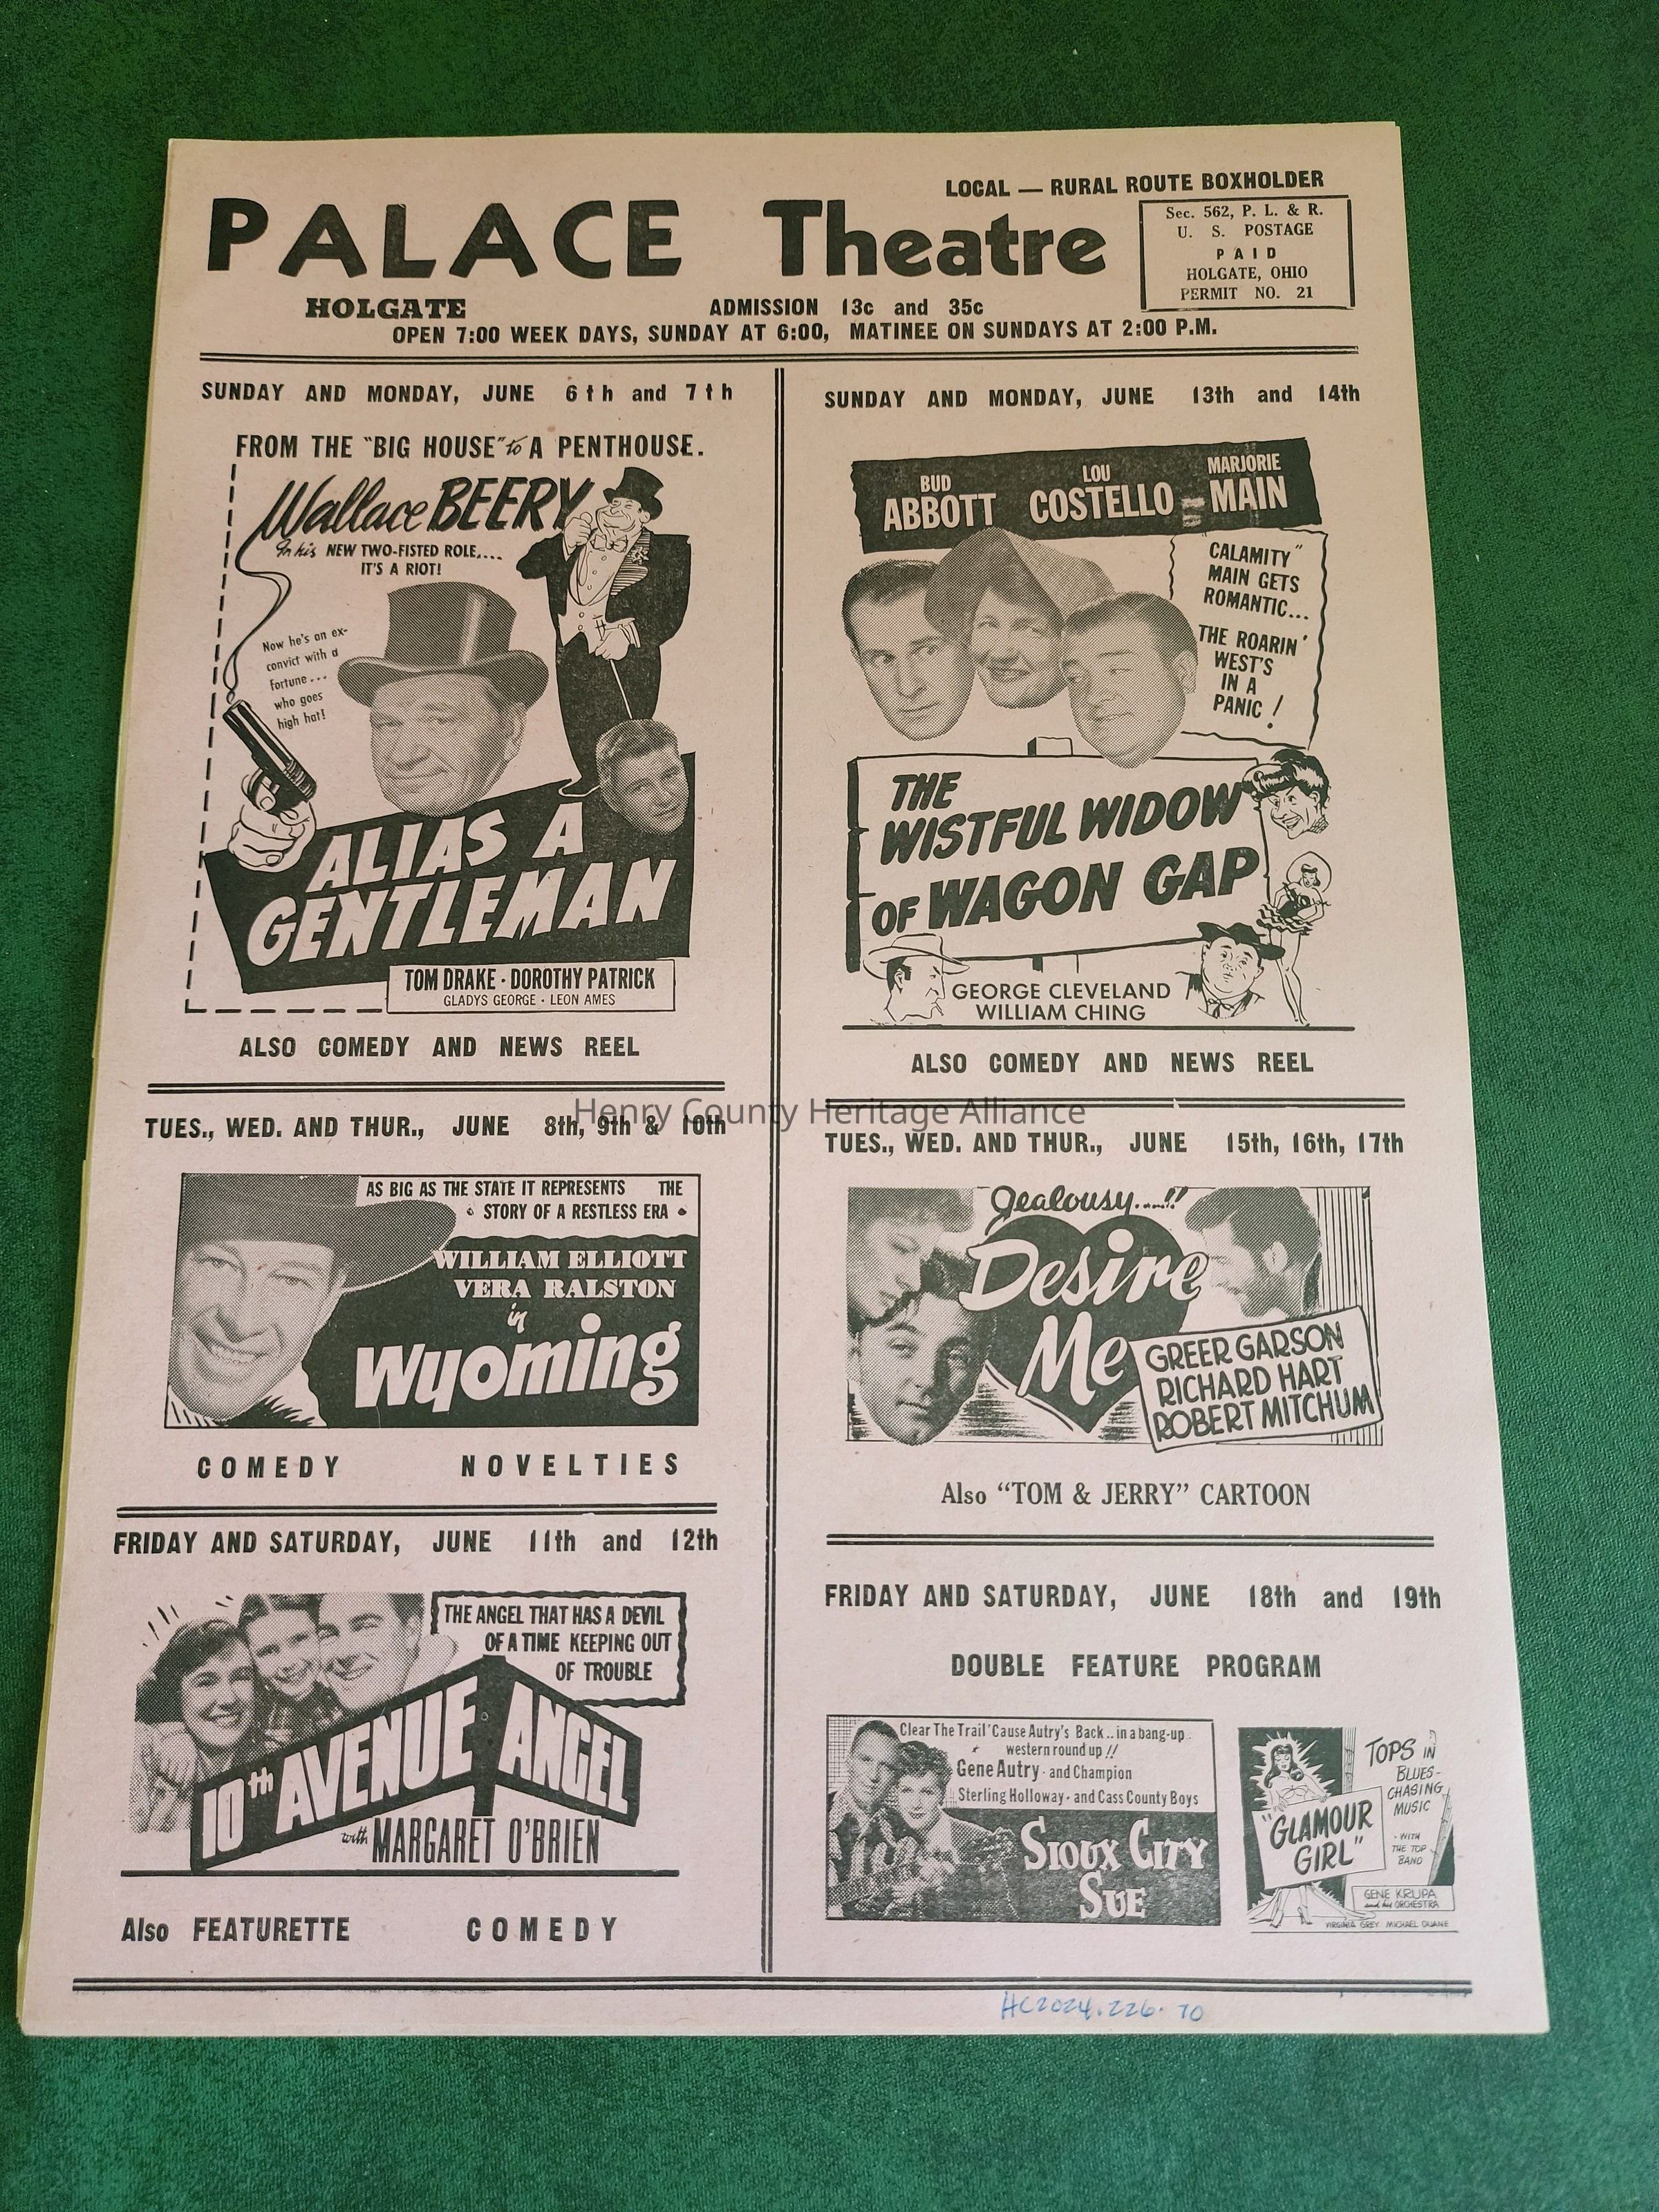 LOCAL — RURAL ROUTE BOXHOLDER
PALACE Theatre
Sec. 562, P. L. & R.
U. S. POSTAGE
PAID
HOLGATE, OHIO
PERMIT NO. 21
HOLGATE
ADMISSION 13c and 35c
OPEN 7:00 WEEK DAYS, SUNDAY AT 6:00, MATINEE ON SUNDAYS AT 2:00 P.M.
SUNDAY AND MONDAY, JUNE 6th and 7th
FROM THE "BIG HOUSE" to A PENTHOUSE.
Wallace BEERY
In his NEW TWO-FISTED ROLE....
IT'S A RIOT!
Now he's an ex-
convict with a
fortune...
who goes
high hat!
ALIAS A
GENTLEMAN
TOM DRAKE · DOROTHY PATRICK
GLADYS GEORGE · LEON AMES
ALSO COMEDY AND NEWS REEL
TUES., WED. AND THUR., JUNE 8th, 9th & 10th
AS BIG AS THE STATE IT REPRESENTS THE
STORY OF A RESTLESS ERA
WILLIAM ELLIOTT
VERA RALSTON
in
Wyoming
COMEDY NOVELTIES
FRIDAY AND SATURDAY, JUNE 11th and 12th
THE ANGEL THAT HAS A DEVIL
OF A TIME KEEPING OUT
OF TROUBLE
10th AVENUE ANGEL
with MARGARET O'BRIEN
Also FEATURETTE COMEDY
SUNDAY AND MONDAY, JUNE 13th and 14th
BUD ABBOTT
LOU COSTELLO
MARJORIE MAIN
"CALAMITY"
MAIN GETS
ROMANTIC...
THE ROARIN'
WEST'S
IN A
PANIC!
THE
WISTFUL WIDOW
OF WAGON GAP
GEORGE CLEVELAND
WILLIAM CHING
ALSO COMEDY AND NEWS REEL
Henry County Heritage Alliance
TUES., WED. AND THUR., JUNE 15th, 16th, 17th
Jealousy....!!
Desire
Me
GREER GARSON
RICHARD HART
ROBERT MITCHUM
Also "TOM & JERRY" CARTOON
FRIDAY AND SATURDAY, JUNE 18th and 19th
DOUBLE FEATURE PROGRAM
Clear The Trail 'Cause Autry's Back.. in a bang-up
western round up!!
Gene Autry - and Champion
Sterling Holloway - and Cass County Boys
SIOUX CITY
SUE
TOPS IN
BLUES-
CHASING
MUSIC
- WITH
THE TOP
BAND
"GLAMOUR
GIRL"
GENE KRUPA
and his ORCHESTRA
VIRGINIA GREY MICHAEL DUANE
HC2024.226.70